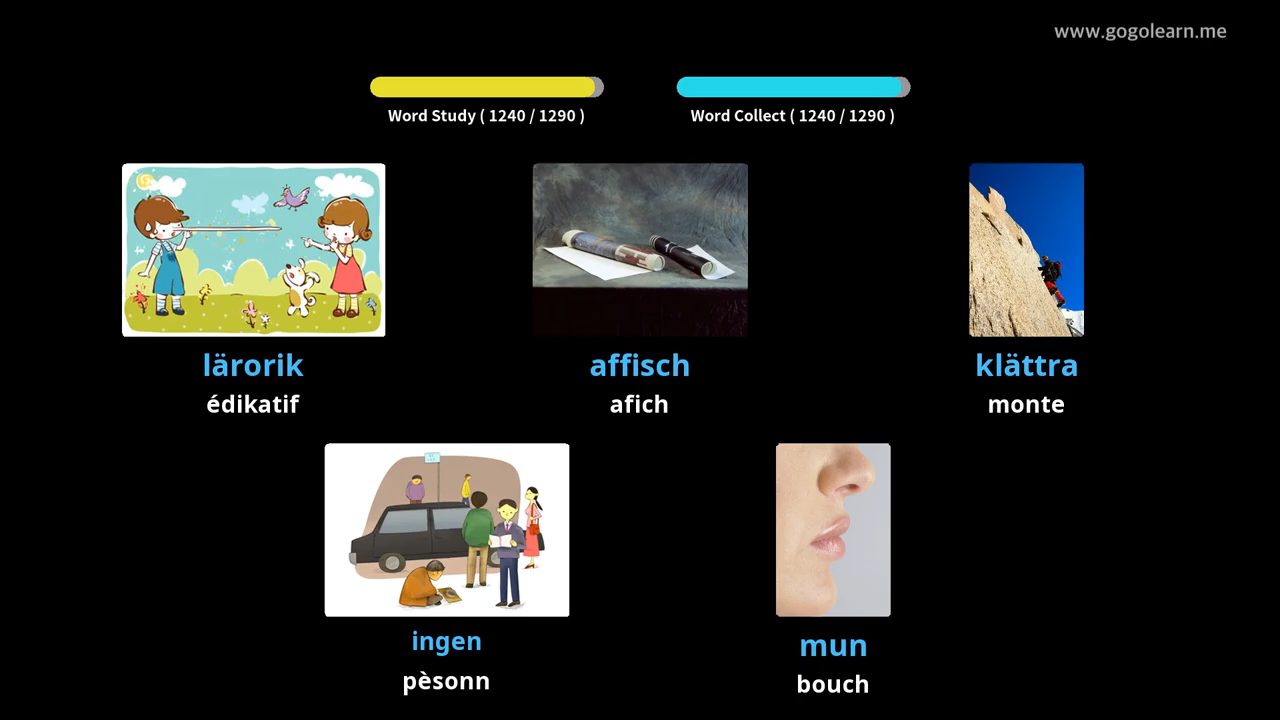 www.gogolearn.me
Word Study ( 1240 / 1290 )
Word Collect ( 1240 / 1290 )
lärorik
édikatif
affisch
afich
klättra
monte
ingen
pèsonn
mun
bouch